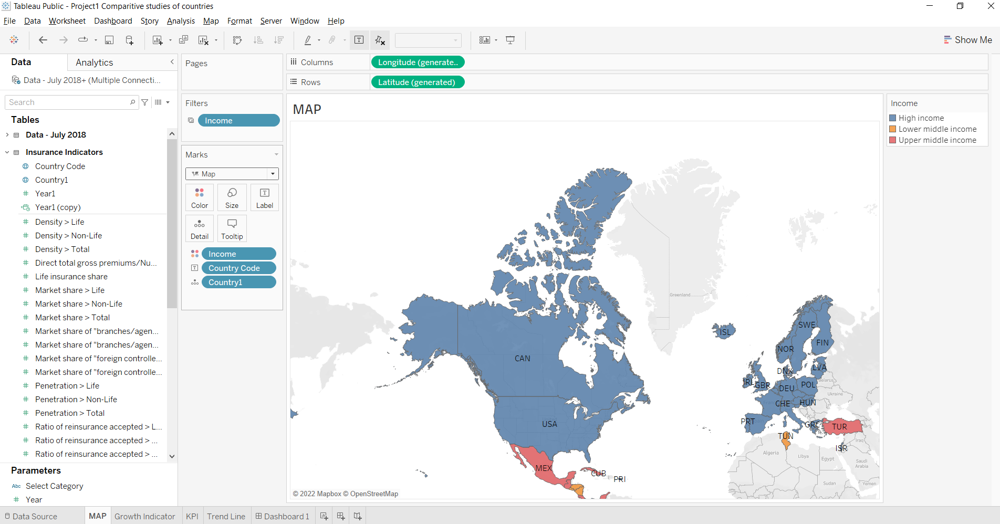 Tableau Public - Project1 Comparitive studies of countries
File Data Worksheet Dashboard Story Analysis Map Format Server Window Help
Show Me
Data Analytics
Data - July 2018+ (Multiple Connecti...
Search
Tables
Data - July 2018
Insurance Indicators
Country Code
Country1
Year1
Year1 (copy)
Density > Life
Density > Non-Life
Density > Total
Direct total gross premiums/Nu...
Life insurance share
Market share > Life
Market share > Non-Life
Market share > Total
Market share of "branches/agen...
Market share of "branches/agen...
Market share of "foreign controlle...
Market share of "foreign controlle...
Penetration > Life
Penetration > Non-Life
Penetration > Total
Ratio of reinsurance accepted > L...
Ratio of reinsurance accepted > ...
Ratio of reinsurance accepted > ...
Parameters
Abc Select Category
Year
Pages
Filters
Income
Marks
Map
Color Size Label
Detail Tooltip
Income
Country Code
Country1
Columns Longitude (generate..
Rows Latitude (generated)
MAP
Greenland
ISL
SWE
FIN
NOR
CAN
LVA
DNK
Belarus
IRL
GBR
DEU
POL
Ukraine
CHE
HUN
USA
PRT
GRC
TUR
TUN
Iraq
ISR
Algeria
Libya
Egypt
Saudi
Arabia
MEX
CUB
PRI
Sudan
Yemen
© 2022 Mapbox © OpenStreetMap
Income
High income
Lower middle income
Upper middle income
Data Source MAP Growth Indicator KPI Trend Line Dashboard 1